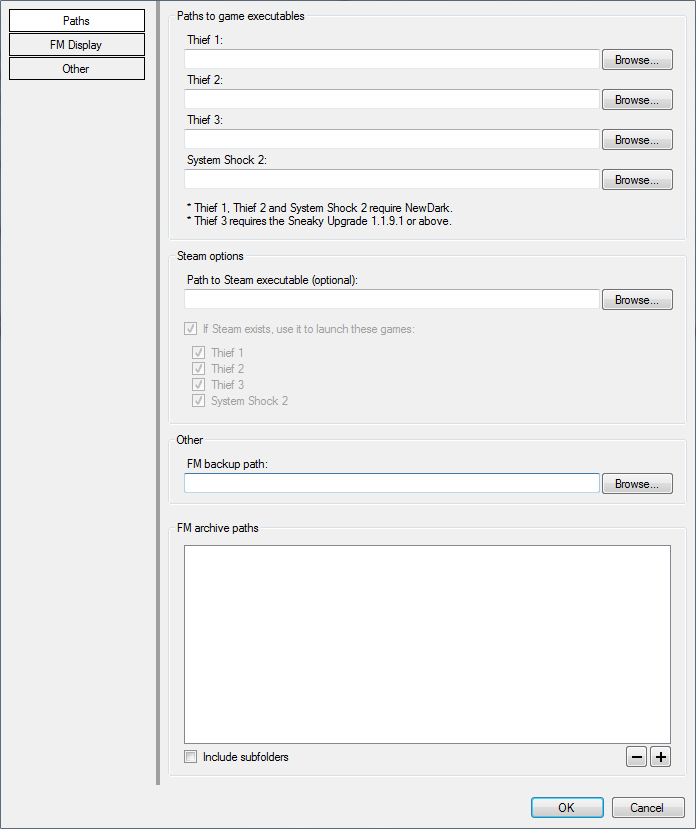 Paths
FM Display
Other
Paths to game executables
Thief 1:
Browse...
Thief 2:
Browse...
Thief 3:
Browse...
System Shock 2:
Browse...
* Thief 1, Thief 2 and System Shock 2 require NewDark.
* Thief 3 requires the Sneaky Upgrade 1.1.9.1 or above.
Steam options
Path to Steam executable (optional):
Browse...
If Steam exists, use it to launch these games:
Thief 1
Thief 2
Thief 3
System Shock 2
Other
FM backup path:
Browse...
FM archive paths
Include subfolders
OK
Cancel